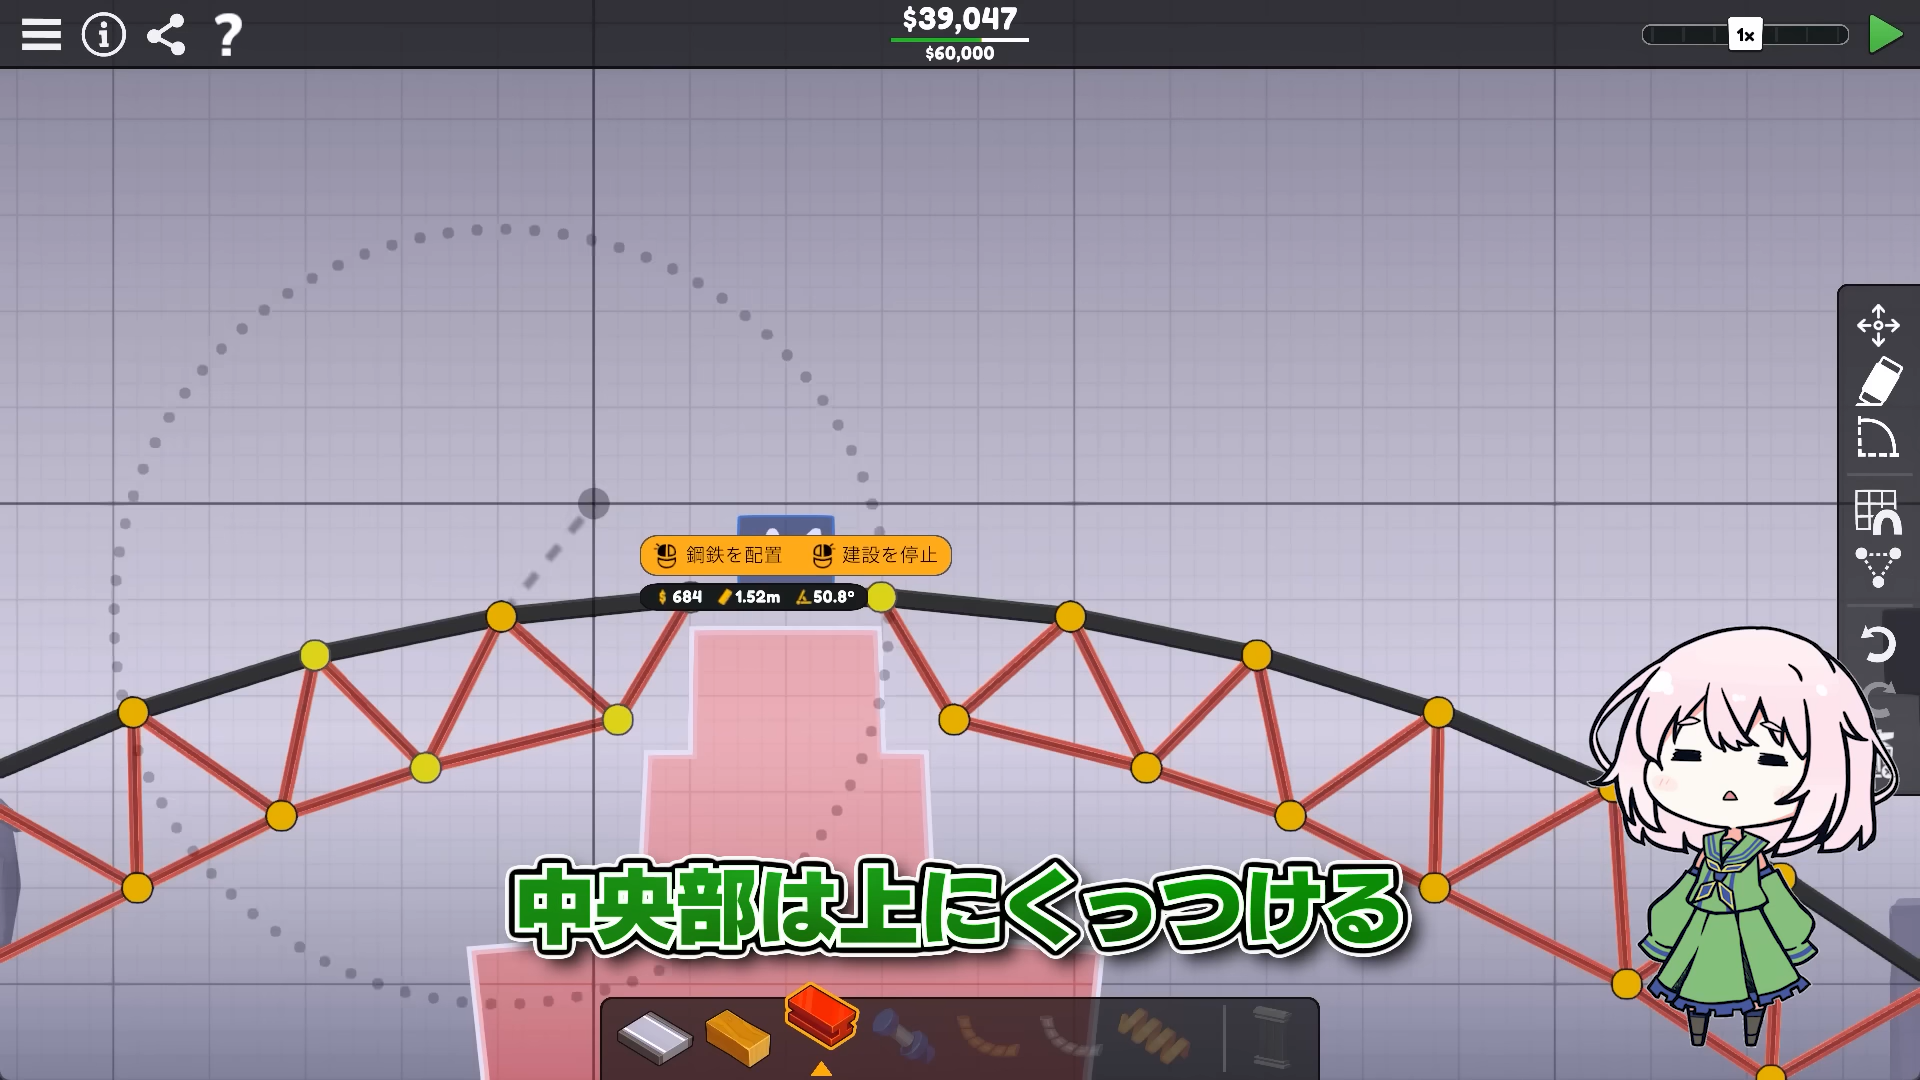 $39,047
$60,000
1x
鋼鉄を配置 建設を停止
$ 684 1.52m 50.8°
中央部は上にくっつける